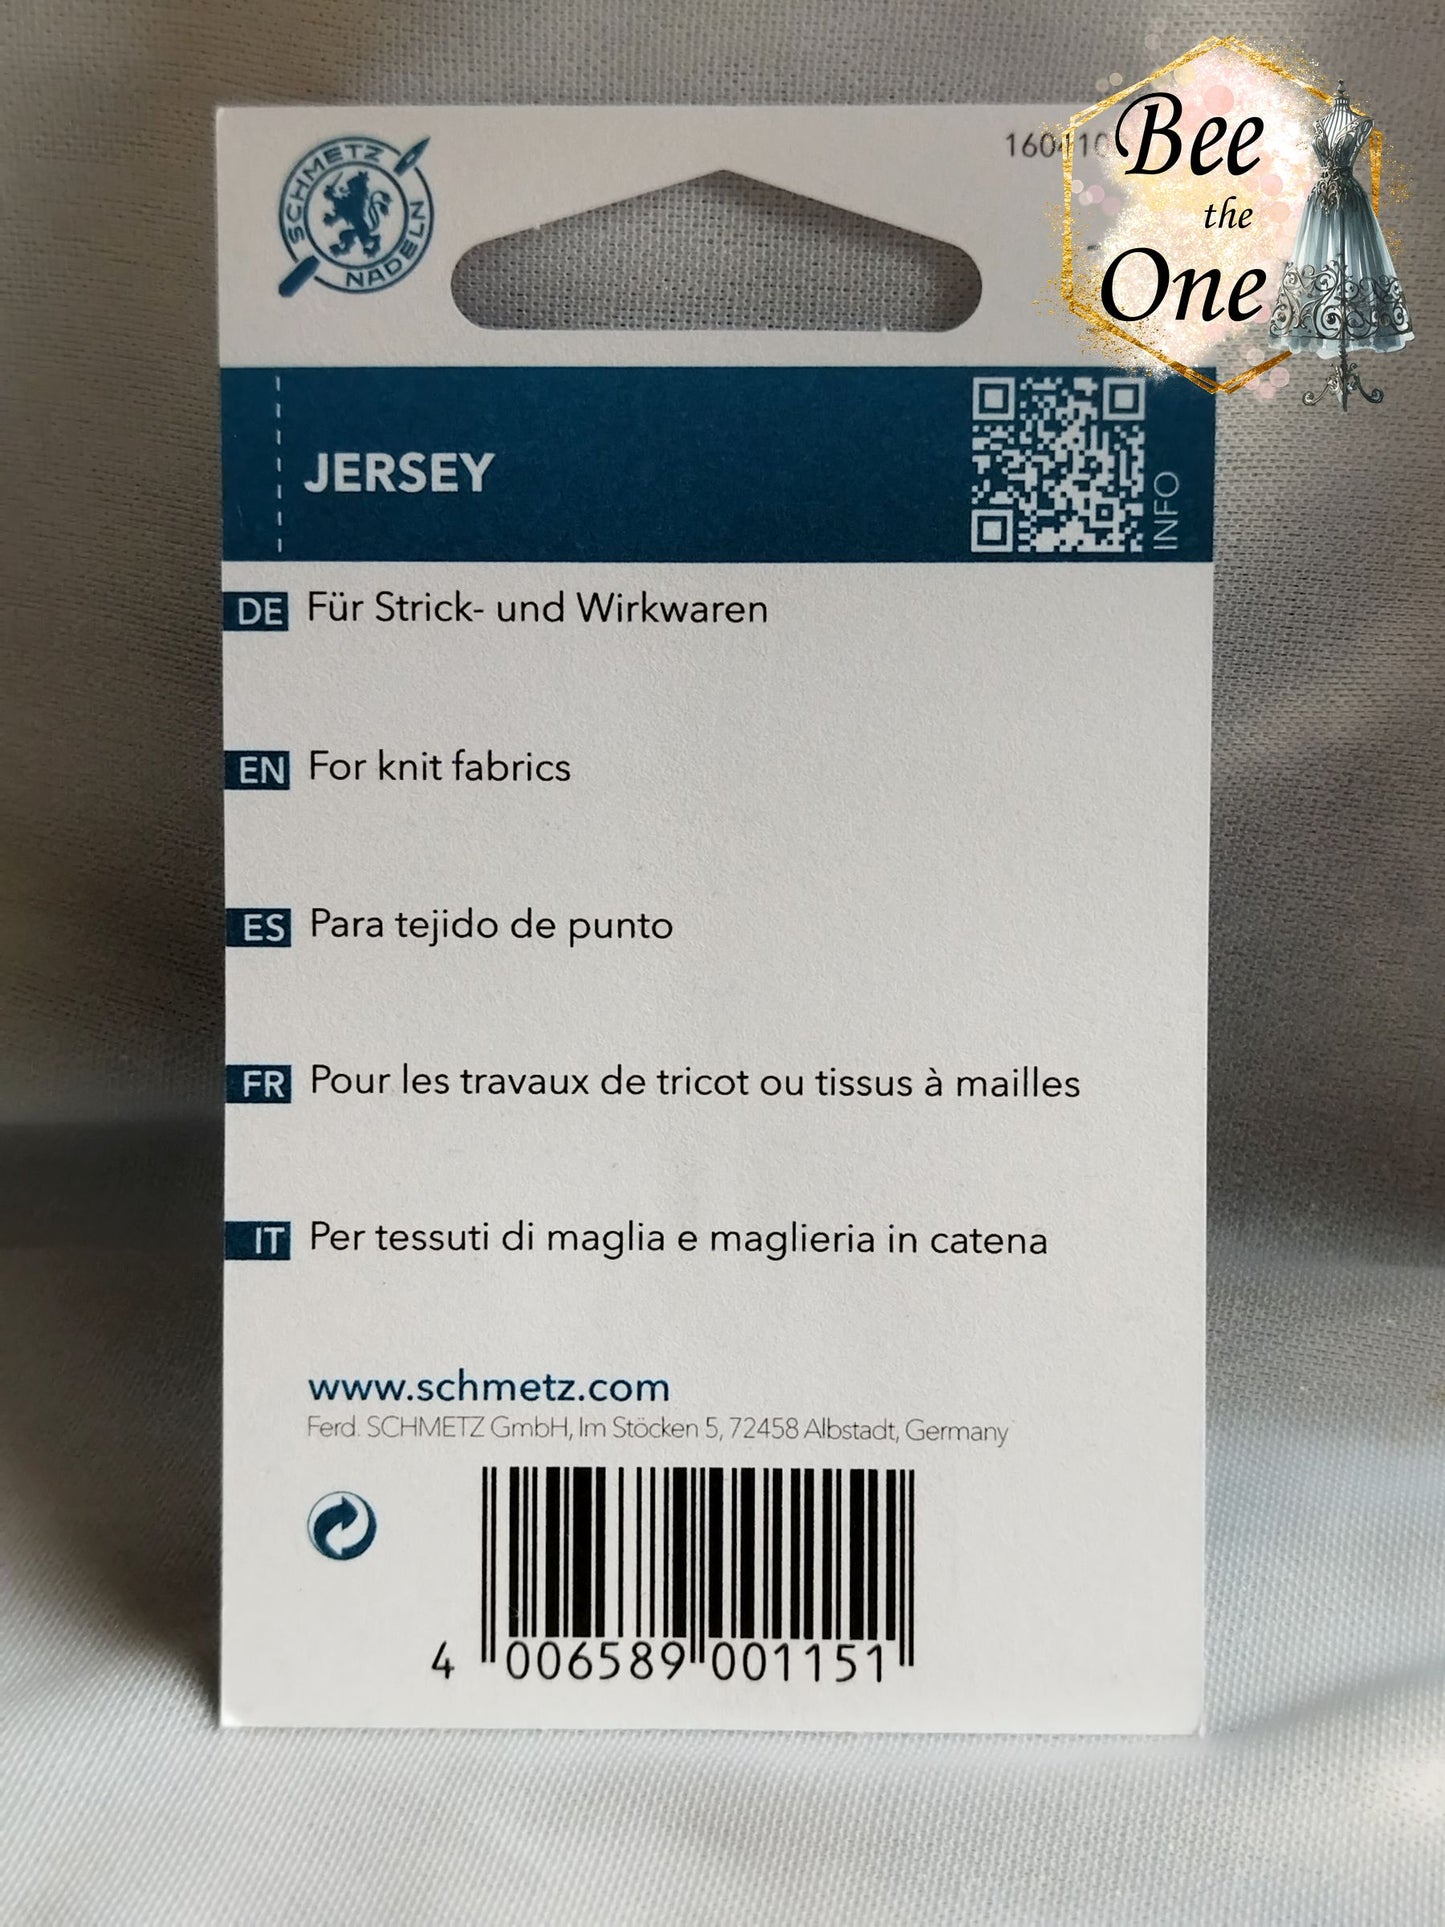 SCHMETZ
NADELN
Bee
the
One
JERSEY
INFO
DE Für Strick- und Wirkwaren
EN For knit fabrics
ES Para tejido de punto
FR Pour les travaux de tricot ou tissus à mailles
IT Per tessuti di maglia e maglieria in catena
www.schmetz.com
Ferd. SCHMETZ GmbH, Im Stöcken 5, 72458 Albstadt, Germany
4 006589 001151